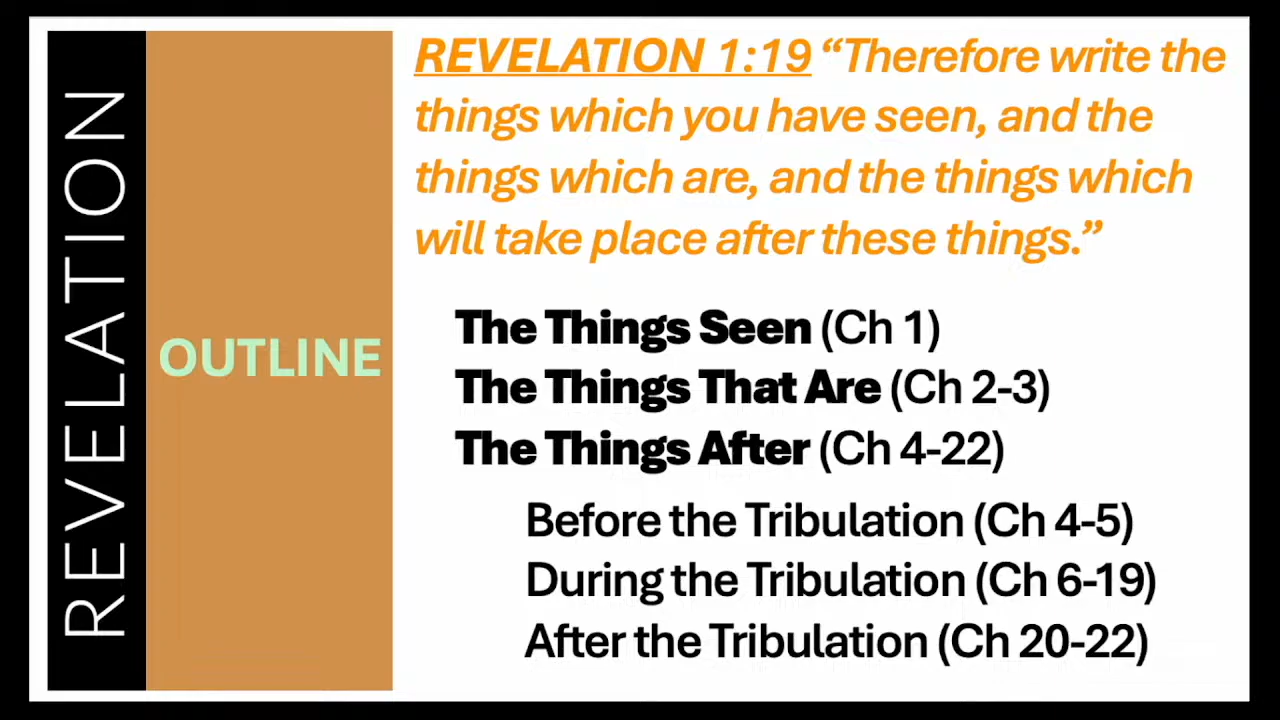 REVELATION
OUTLINE
REVELATION 1:19 “Therefore write the
things which you have seen, and the
things which are, and the things which
will take place after these things.”
The Things Seen (Ch 1)
The Things That Are (Ch 2-3)
The Things After (Ch 4-22)
Before the Tribulation (Ch 4-5)
During the Tribulation (Ch 6-19)
After the Tribulation (Ch 20-22)